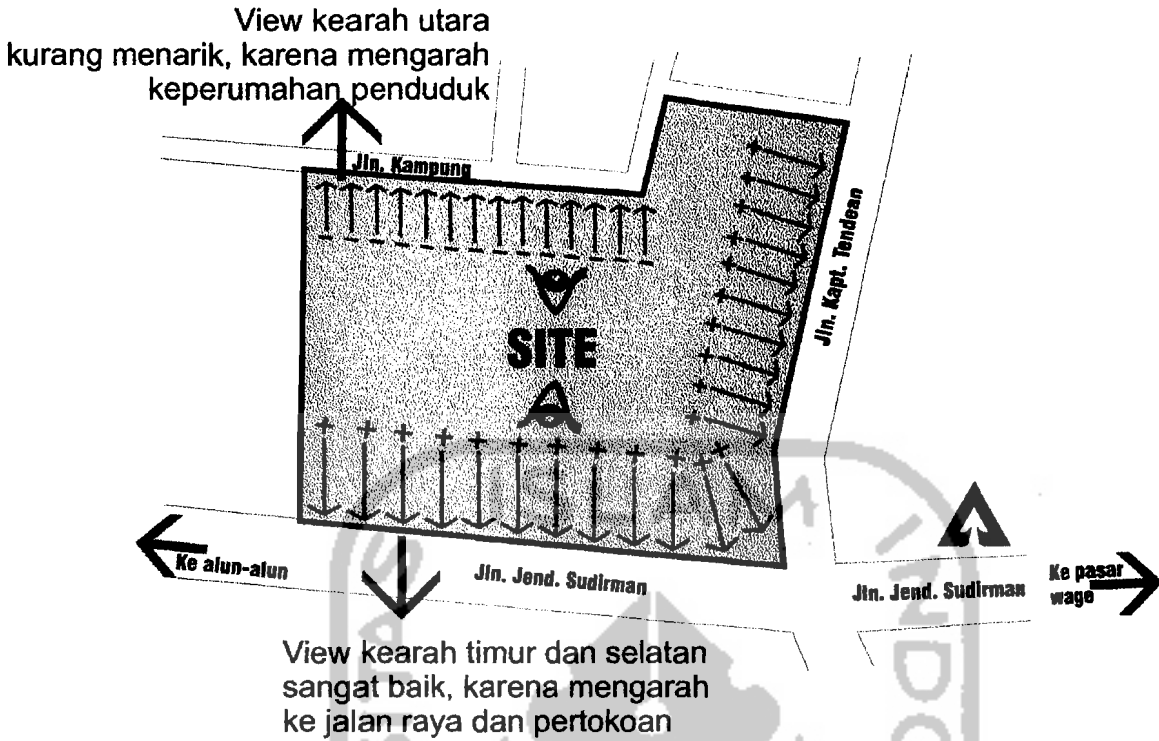 View kearah utara
kurang menarik, karena mengarah
keperumahan penduduk
Jln. Kampung
Jln. Kapt. Tendean
SITE
Ke alun-alun
Jln. Jend. Sudirman
Jln. Jend. Sudirman
Ke pasar
wage
View kearah timur dan selatan
sangat baik, karena mengarah
ke jalan raya dan pertokoan